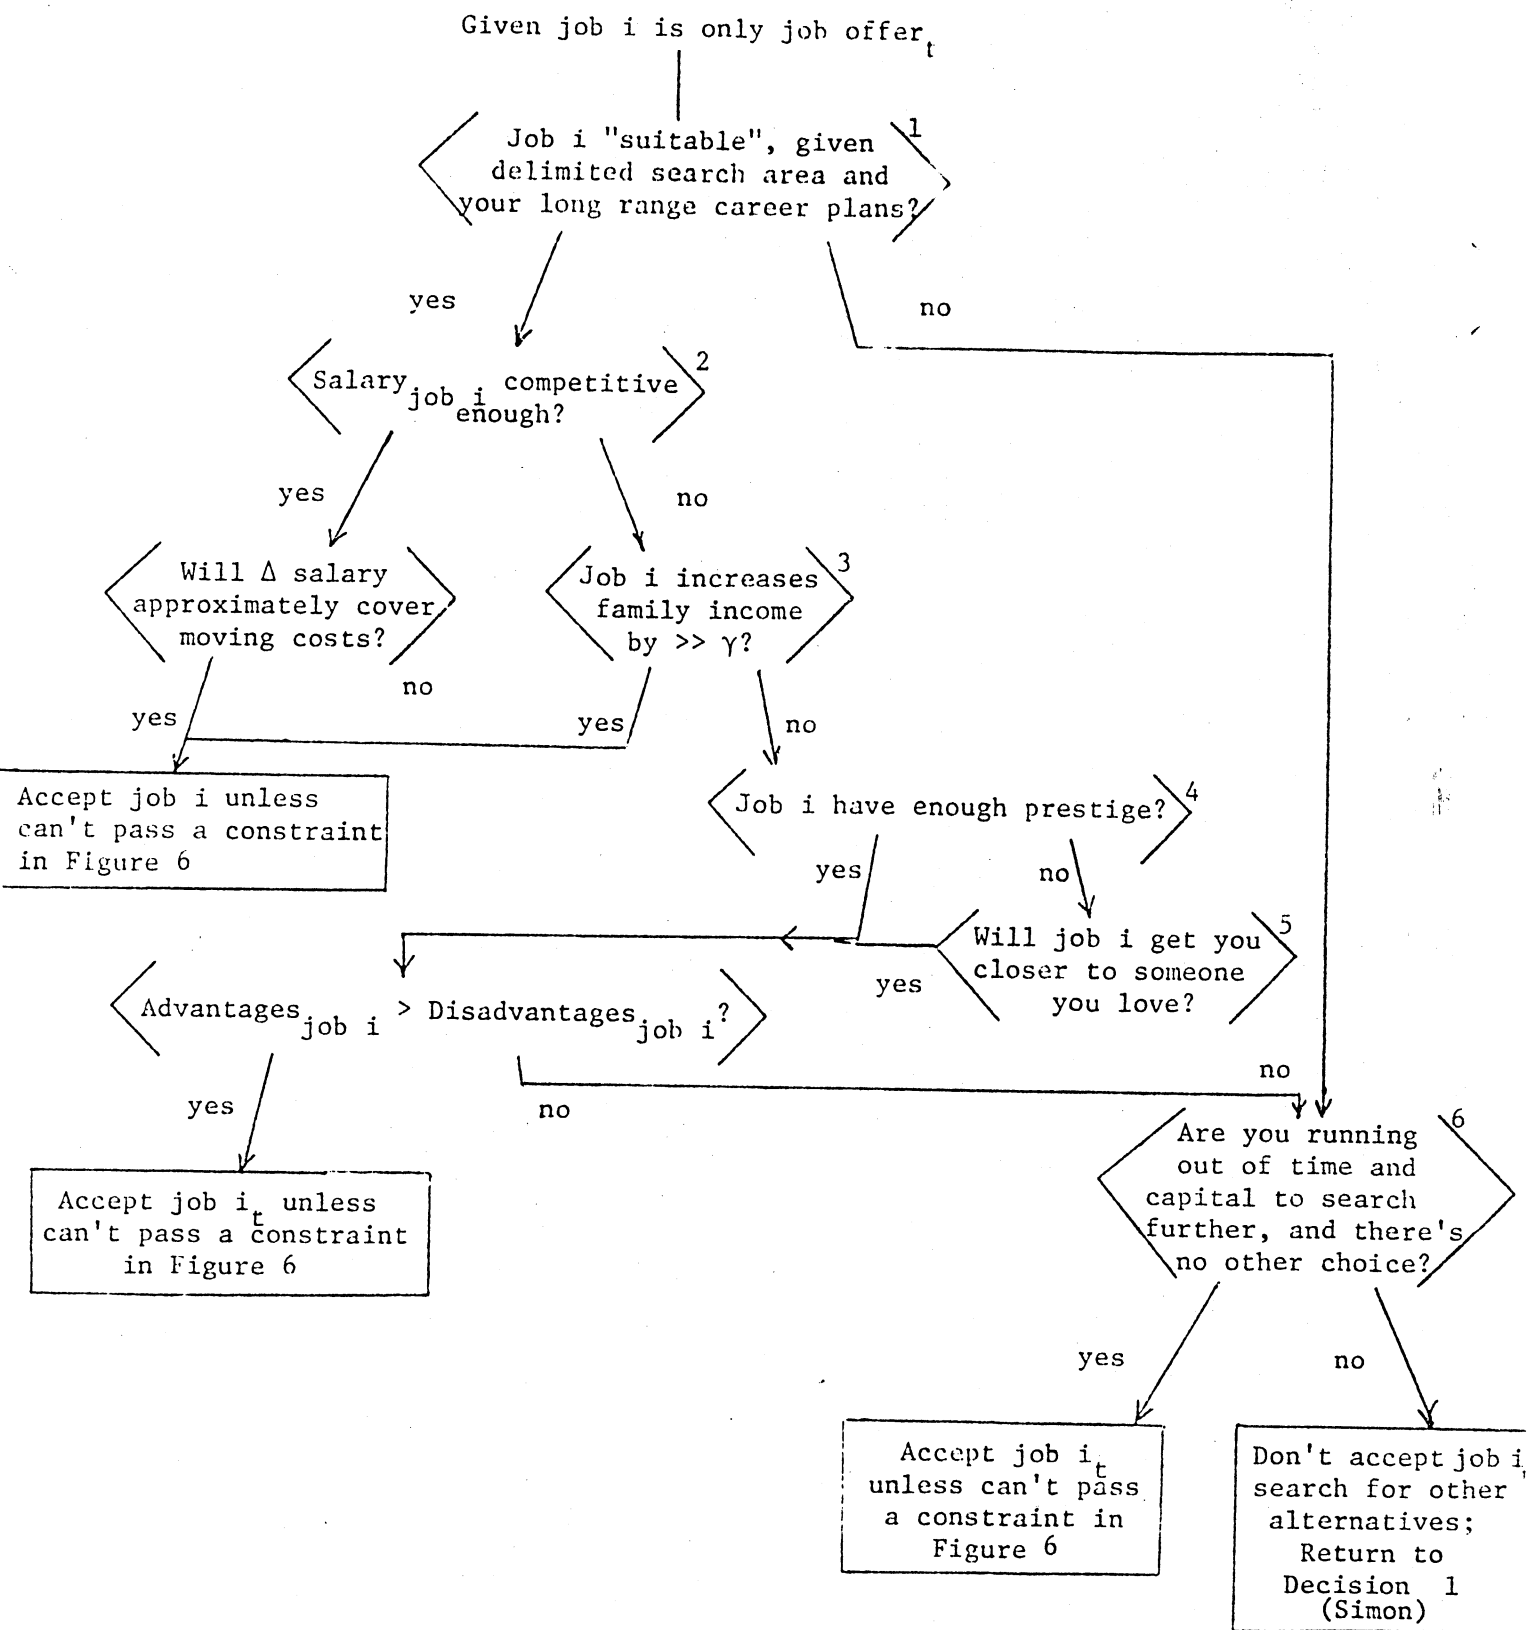 Given job i is only job offer t
1
Job i "suitable", given
delimited search area and
your long range career plans?
yes
no
2
Salary job i competitive
enough?
yes
no
Will Δ salary
approximately cover
moving costs?
3
Job i increases
family income
by >> γ?
no
yes
yes
no
4
Job i have enough prestige?
Accept job i unless
can't pass a constraint
in Figure 6
yes
no
5
Will job i get you
closer to someone
you love?
yes
Advantages job i > Disadvantages job i?
no
yes
no
6
Are you running
out of time and
capital to search
further, and there's
no other choice?
Accept job i t unless
can't pass a constraint
in Figure 6
yes
no
Accept job i t
unless can't pass
a constraint in
Figure 6
Don't accept job i,
search for other
alternatives;
Return to
Decision 1
(Simon)